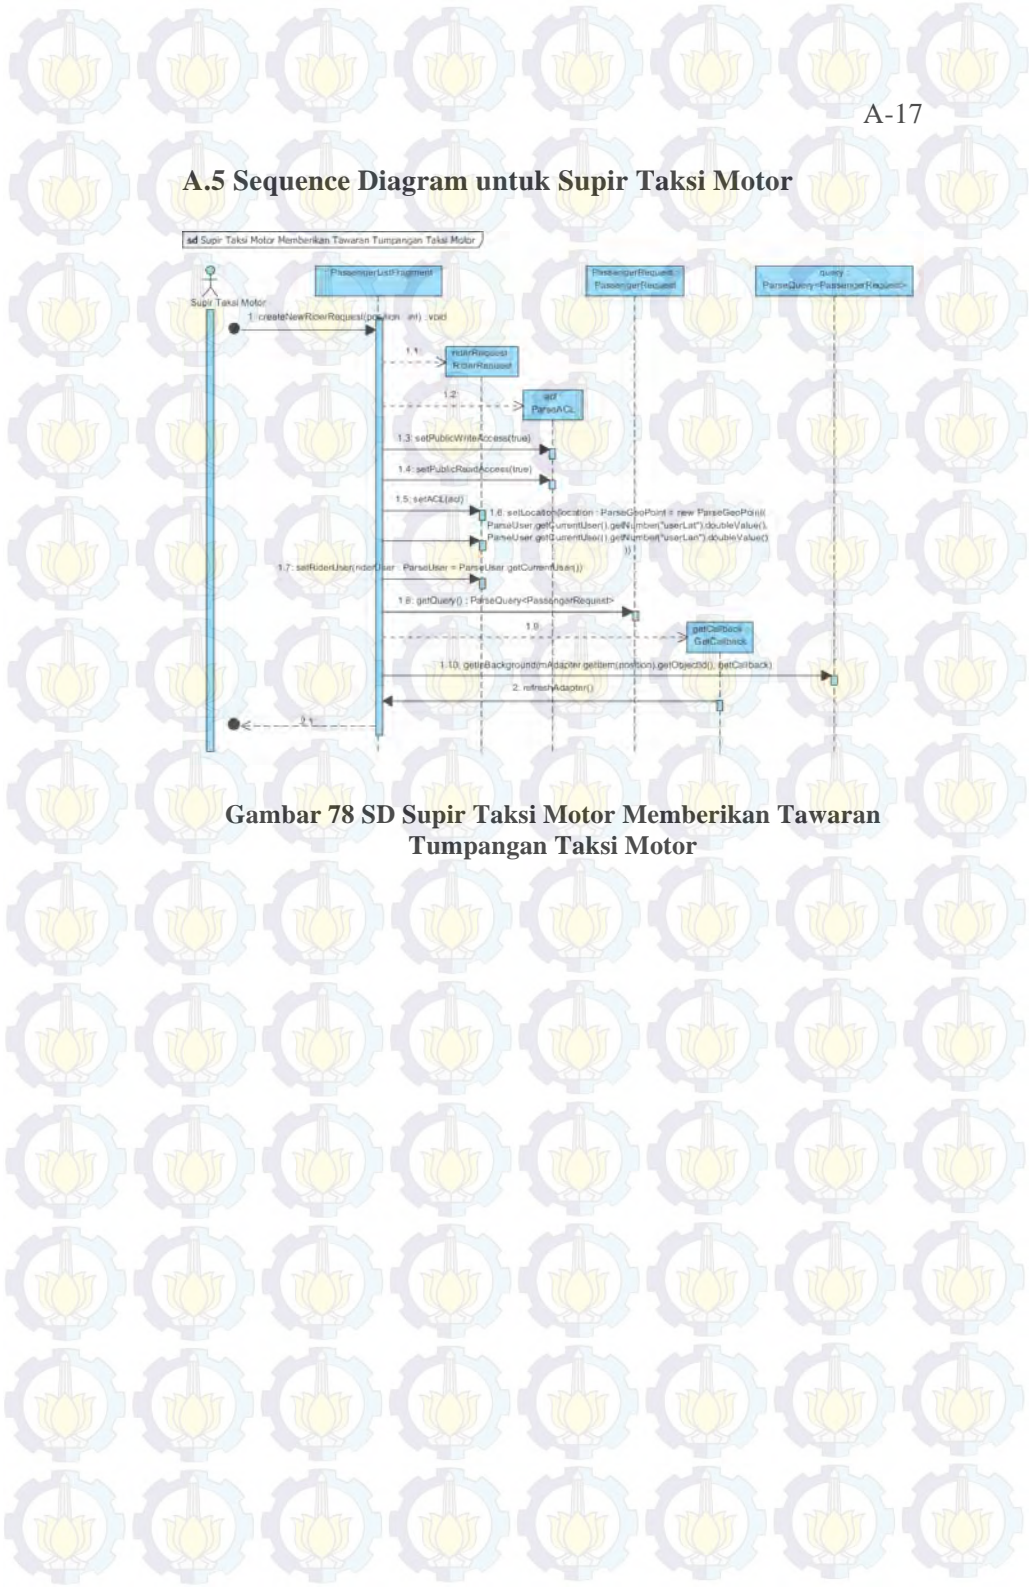 A-17
A.5 Sequence Diagram untuk Supir Taksi Motor
sd Supir Taksi Motor Memberikan Tawaran Tumpangan Taksi Motor
PassengerListFragment
PassengerRequest :
PassengerRequest
query :
ParseQuery<PassengerRequest>
Supir Taksi Motor
1: createNewRiderRequest(position : int) : void
1.1:
riderRequest
RiderRequest
1.2:
acl
ParseACL
1.3: setPublicWriteAccess(true)
1.4: setPublicReadAccess(true)
1.5: setACL(acl)
1.6: setLocation(location : ParseGeoPoint = new ParseGeoPoint(
ParseUser.getCurrentUser().getNumber("userLat").doubleValue(),
ParseUser.getCurrentUser().getNumber("userLan").doubleValue()
))
1.7: setRiderUser(riderUser : ParseUser = ParseUser.getCurrentUser())
1.8: getQuery() : ParseQuery<PassengerRequest>
1.9:
getCallback
GetCallback
1.10: getInBackground(mAdapter.getItem(position).getObjectId(), getCallback)
2: refreshAdapter()
2.1:
Gambar 78 SD Supir Taksi Motor Memberikan Tawaran
Tumpangan Taksi Motor